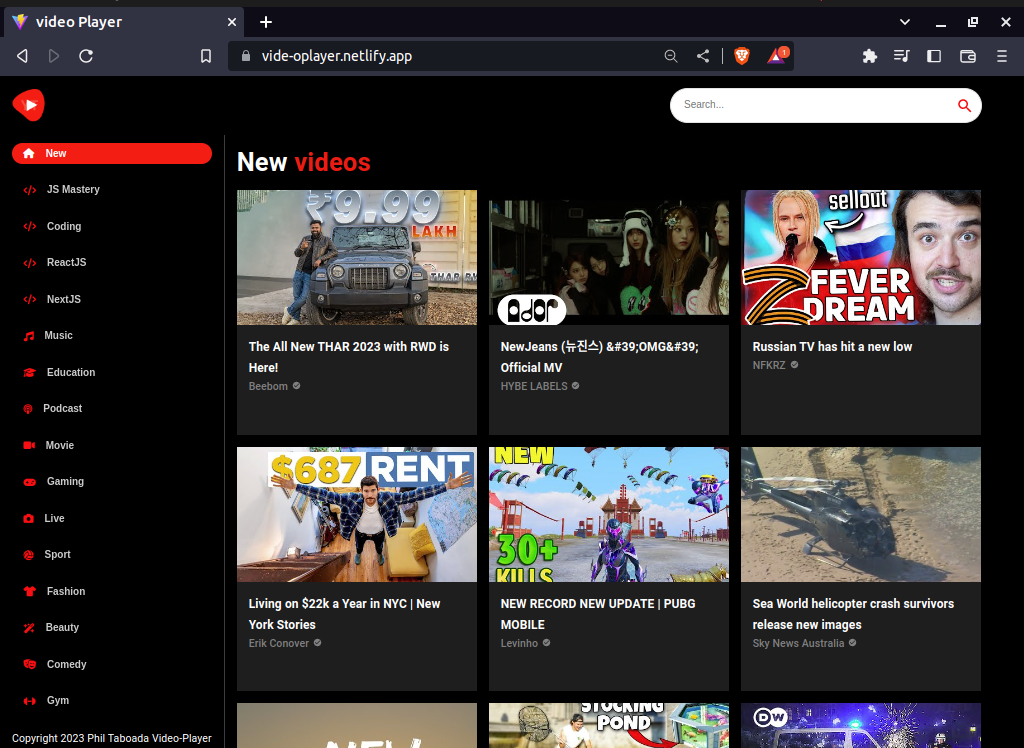 video Player
vide-oplayer.netlify.app
1
Search...
New
JS Mastery
Coding
ReactJS
NextJS
Music
Education
Podcast
Movie
Gaming
Live
Sport
Fashion
Beauty
Comedy
Gym
Copyright 2023 Phil Taboada Video-Player
New videos
₹9.99
LAKH
THAR RWD
The All New THAR 2023 with RWD is
Here!
Beebom
ador
NewJeans (뉴진스) &#39;OMG&#39;
Official MV
HYBE LABELS
sellout
FEVER
DREAM
Russian TV has hit a new low
NFKRZ
$687 RENT
Living on $22k a Year in NYC | New
York Stories
Erik Conover
NEW
30+
KILLS
NEW RECORD NEW UPDATE | PUBG
MOBILE
Levinho
Sea World helicopter crash survivors
release new images
Sky News Australia
NEW
STOCKING
POND
DW